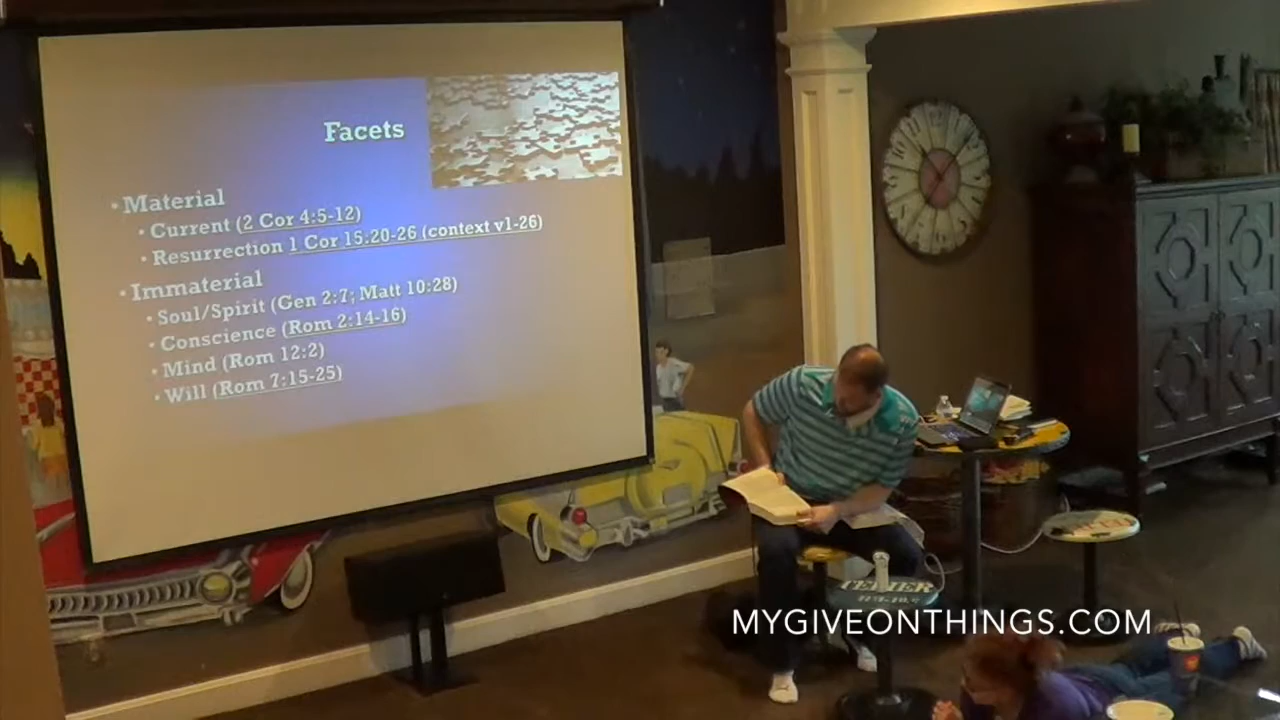 Facets
• Material
• Current (2 Cor 4:5-12)
• Resurrection 1 Cor 15:20-26 (context v1-26)
• Immaterial
• Soul/Spirit (Gen 2:7; Matt 10:28)
• Conscience (Rom 2:14-16)
• Mind (Rom 12:2)
• Will (Rom 7:15-25)
MYGIVEONTHINGS.COM